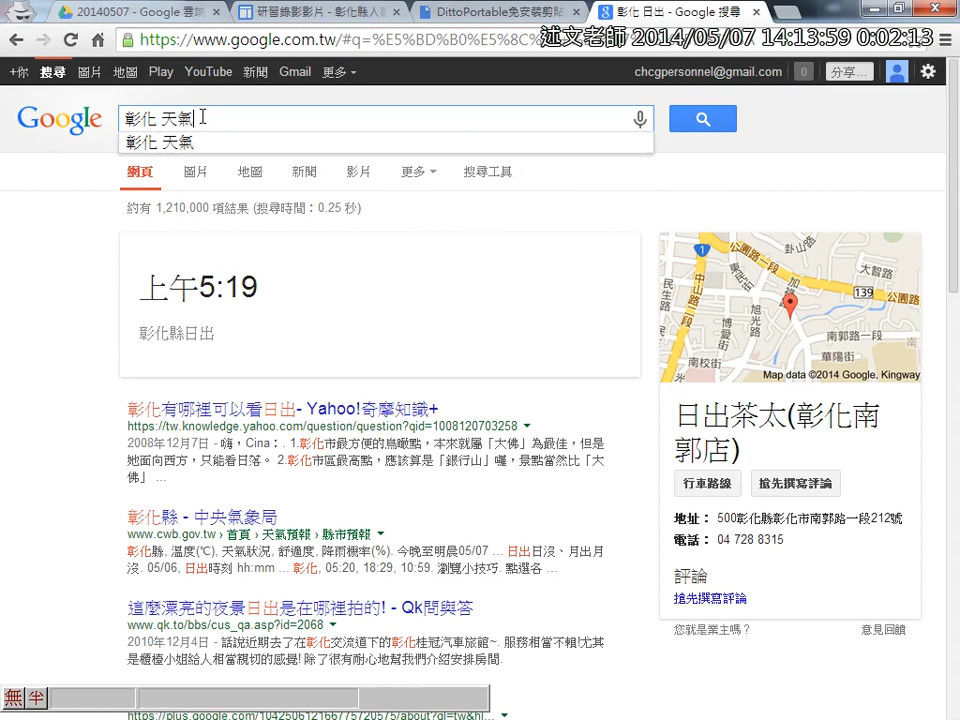 20140507 - Google 雲端
研習錄影影片 - 彰化縣人
DittoPortable免安裝剪貼
彰化 日出 - Google 搜尋
https://www.google.com.tw/#q=%E5%BD%B0%E5%8C%
述文老師 2014/05/07 14:13:59 0:02:13
+你 搜尋 圖片 地圖 Play YouTube 新聞 Gmail 更多
chcgpersonnel@gmail.com 0 分享...
Google
彰化 天氣
彰化 天氣
網頁 圖片 地圖 新聞 影片 更多 搜尋工具
約有 1,210,000 項結果 (搜尋時間：0.25 秒)
上午5:19
彰化縣日出
彰化有哪裡可以看日出- Yahoo!奇摩知識+
https://tw.knowledge.yahoo.com/question/question?qid=1008120703258
2008年12月7日 - 嗨，Cina：. 1.彰化市最方便的鳥瞰點，本來就屬「大佛」為最佳，但是
他面向西方，只能看日落。 2.彰化市區最高點，應該算是「銀行山」囉，景點當然比「大
佛」 ...
彰化縣 - 中央氣象局
www.cwb.gov.tw › 首頁 › 天氣預報 › 縣市預報
彰化縣, 溫度(℃), 天氣狀況, 舒適度, 降雨機率(%). 今晚至明晨05/07 ... 日出日沒、月出月
沒. 05/06, 日出時刻 hh:mm ... 彰化, 05:20, 18:29, 10:59. 瀏覽小技巧. 點選各 ...
這麼漂亮的夜景日出是在哪裡拍的! - Qk問與答
www.qk.to/bbs/cus_qa.asp?id=2068
2010年12月4日 - 話說近期去了在彰化交流道下的彰化桂冠汽車旅館~. 服務相當不賴!尤其
是櫃檯小姐給人相當親切的感覺! 除了很有耐心地幫我們介紹安排房間.
https://plus.google.com/104250612166775720575/about?gl=tw&hl...
1
公園路一段
卦山路
大智路
東民街
加祿路
139
公園路
中山路二段
民生路
博愛街
旭光路
南郭路一段
華陽街
南校街
Map data ©2014 Google, Kingway
日出茶太(彰化南
郭店)
行車路線 搶先撰寫評論
地址： 500彰化縣彰化市南郭路一段212號
電話： 04 728 8315
評論
搶先撰寫評論
您就是業主嗎？ 意見回饋
無 半